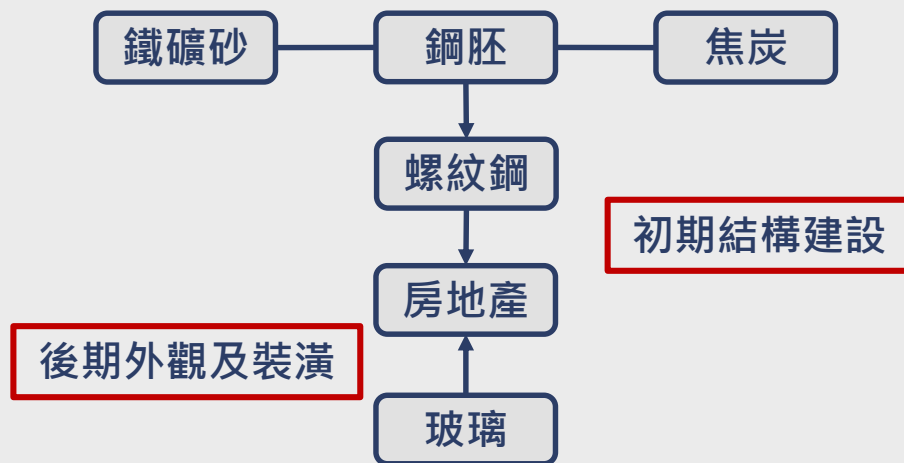 鐵礦砂
鋼胚
焦炭
螺紋鋼
初期結構建設
房地產
後期外觀及裝潢
玻璃